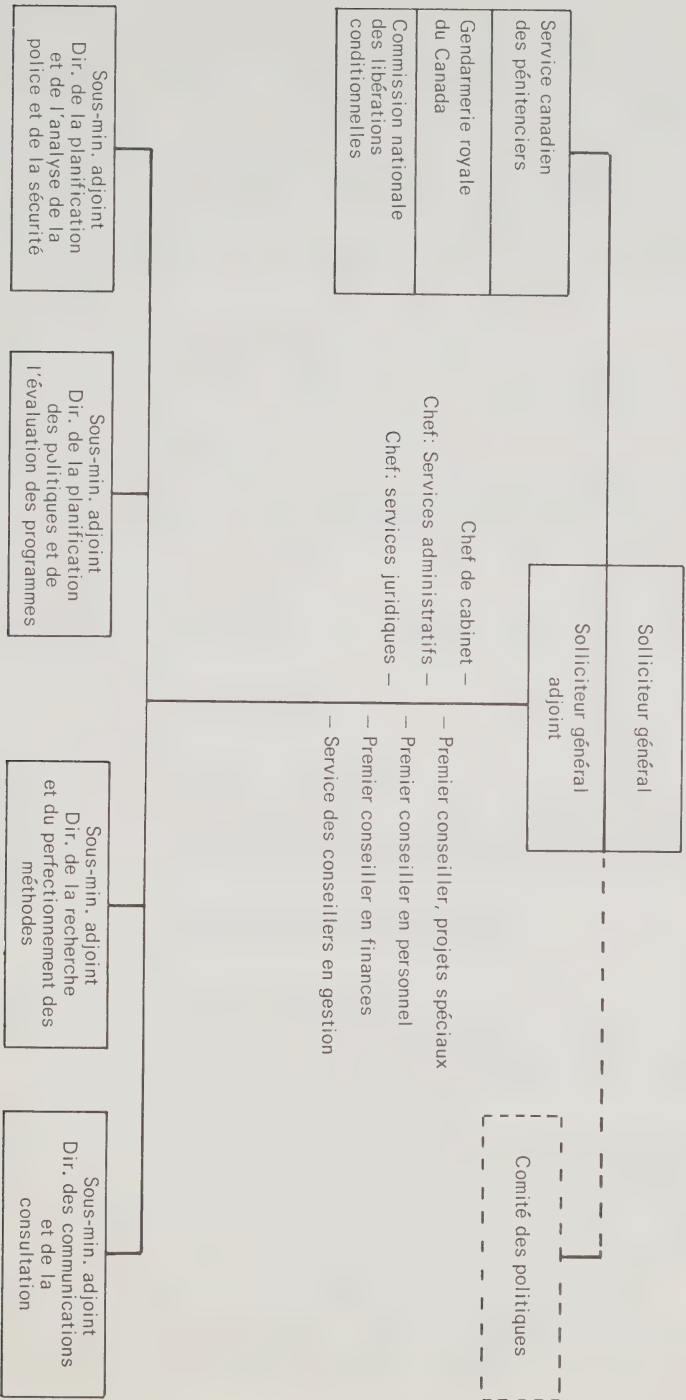 Solliciteur général
Solliciteur général
adjoint
Comité des politiques
Service canadien
des pénitenciers
Gendarmerie royale
du Canada
Commission nationale
des libérations
conditionnelles
Chef de cabinet –
Chef: Services administratifs –
Chef: services juridiques –
– Premier conseiller, projets spéciaux
– Premier conseiller en personnel
– Premier conseiller en finances
– Service des conseillers en gestion
Sous-min. adjoint
Dir. de la planification
et de l'analyse de la
police et de la sécurité
Sous-min. adjoint
Dir. de la planification
des politiques et de
l'évaluation des programmes
Sous-min. adjoint
Dir. de la recherche
et du perfectionnement des
méthodes
Sous-min. adjoint
Dir. des communications
et de la
consultation